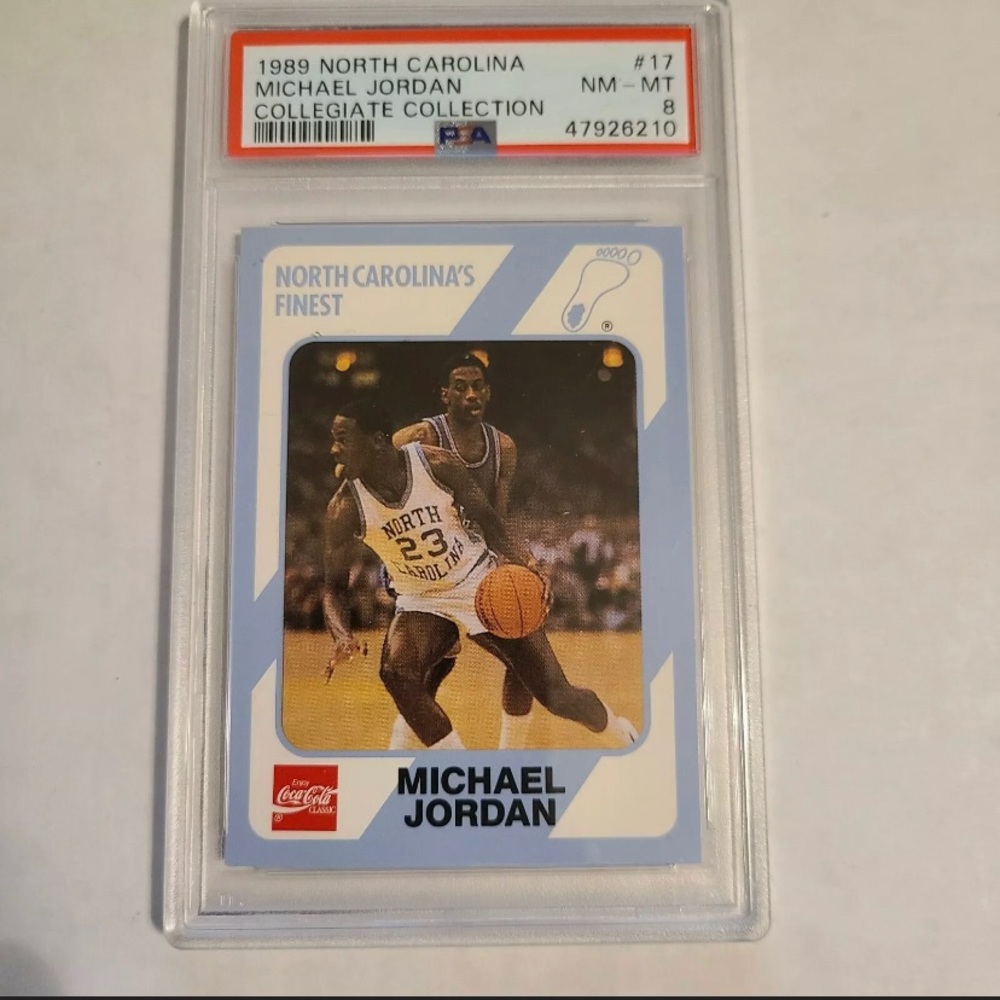 1989 NORTH CAROLINA #17
MICHAEL JORDAN NM - MT
COLLEGIATE COLLECTION 8
PSA 47926210
NORTH CAROLINA'S
FINEST
®
NORTH
23
CAROLINA
Enjoy
Coca-Cola
CLASSIC
®
MICHAEL
JORDAN